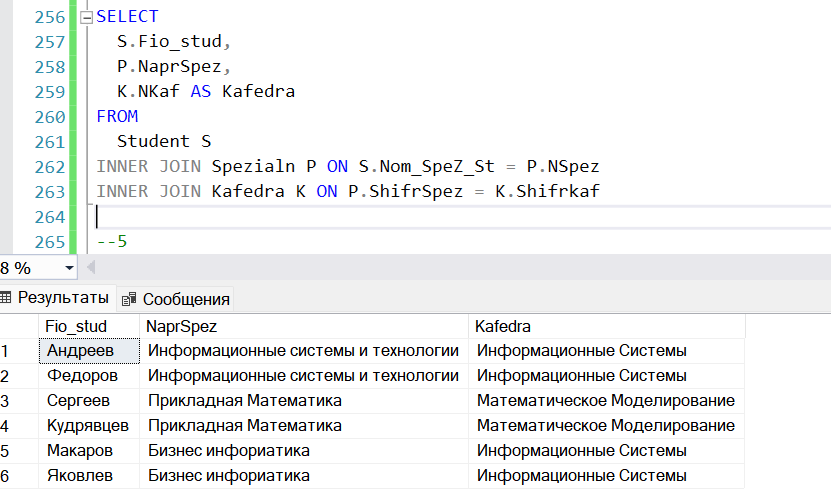 256 SELECT
257 S.Fio_stud,
258 P.NaprSpez,
259 K.NKaf AS Kafedra
260 FROM
261 Student S
262 INNER JOIN Spezialn P ON S.Nom_SpeZ_St = P.NSpez
263 INNER JOIN Kafedra K ON P.ShifrSpez = K.Shifrkaf
264
265 --5
8 %
Результаты Сообщения
Fio_stud NaprSpez Kafedra
1 Андреев Информационные системы и технологии Информационные Системы
2 Федоров Информационные системы и технологии Информационные Системы
3 Сергеев Прикладная Математика Математическое Моделирование
4 Кудрявцев Прикладная Математика Математическое Моделирование
5 Макаров Бизнес инфориатика Информационные Системы
6 Яковлев Бизнес инфориатика Информационные Системы